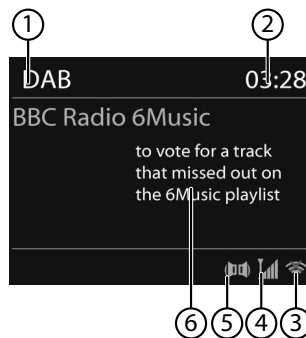 1 2
DAB 03:28
BBC Radio 6Music
to vote for a track
that missed out on
the 6Music playlist
6 5 4 3